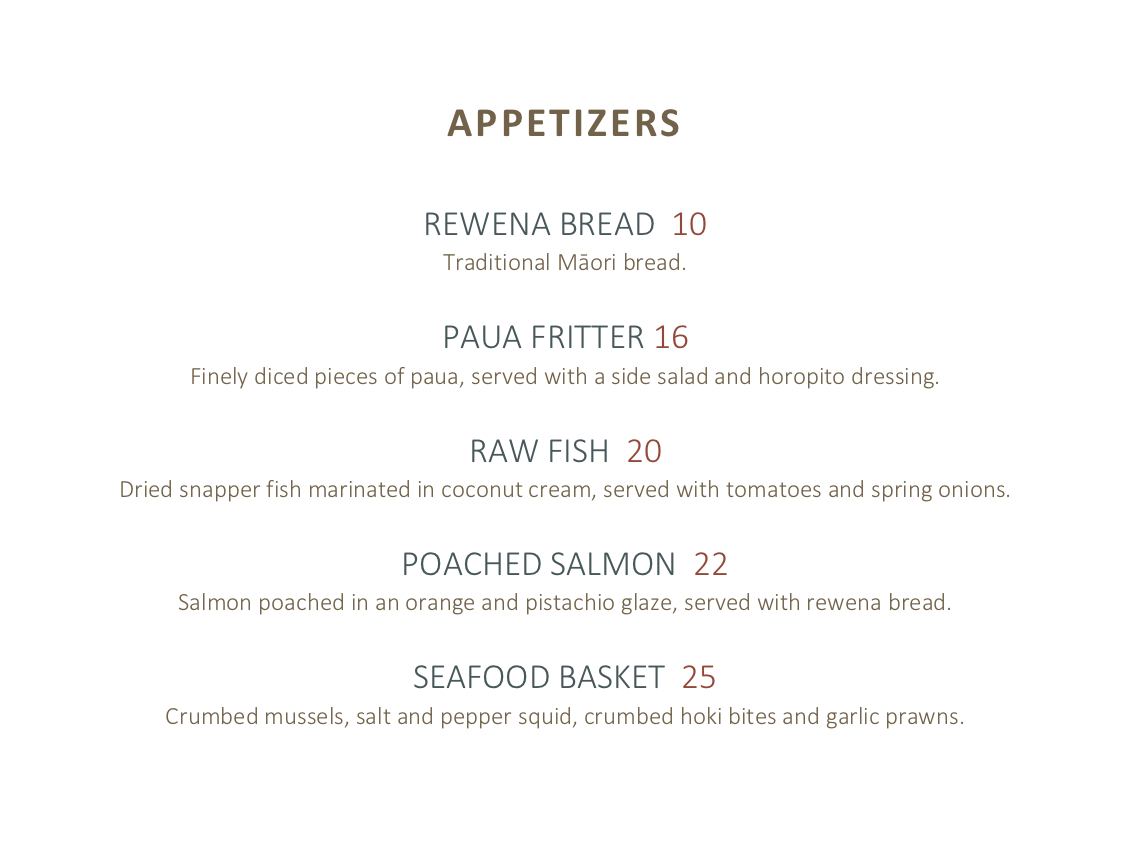 APPETIZERS
REWENA BREAD 10
Traditional Māori bread.
PAUA FRITTER 16
Finely diced pieces of paua, served with a side salad and horopito dressing.
RAW FISH 20
Dried snapper fish marinated in coconut cream, served with tomatoes and spring onions.
POACHED SALMON 22
Salmon poached in an orange and pistachio glaze, served with rewena bread.
SEAFOOD BASKET 25
Crumbed mussels, salt and pepper squid, crumbed hoki bites and garlic prawns.